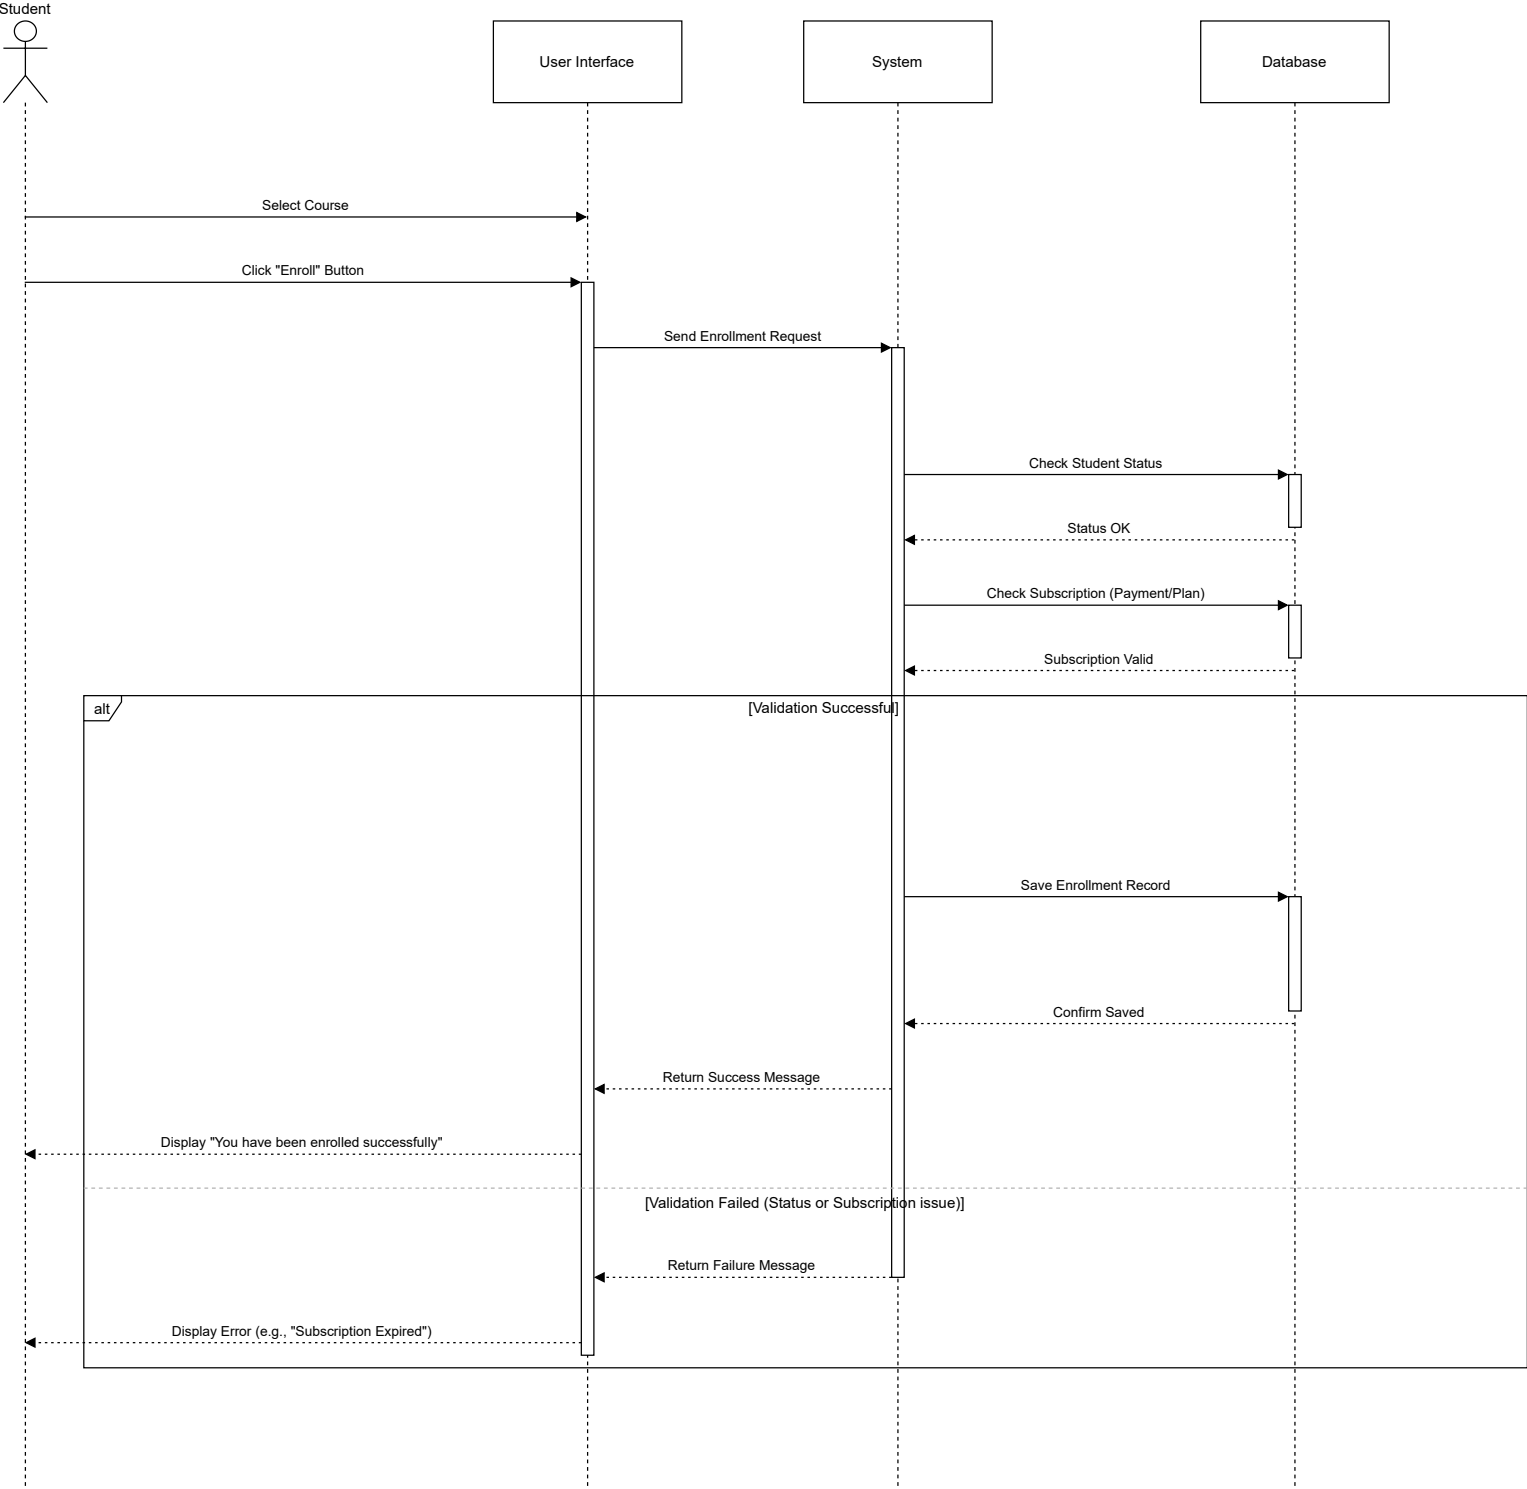 Student
User Interface
System
Database
Select Course
Click "Enroll" Button
Send Enrollment Request
Check Student Status
Status OK
Check Subscription (Payment/Plan)
Subscription Valid
alt
[Validation Successful]
Save Enrollment Record
Confirm Saved
Return Success Message
Display "You have been enrolled successfully"
[Validation Failed (Status or Subscription issue)]
Return Failure Message
Display Error (e.g., "Subscription Expired")